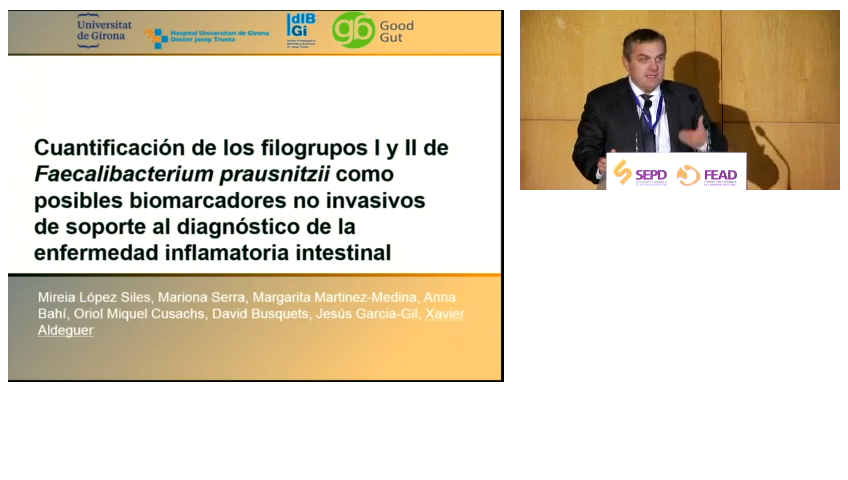 Universitat
de Girona
Hospital Universitari de Girona
Doctor Josep Trueta
IdIB
Gi
gb
Good
Gut
Cuantificación de los filogrupos I y II de
Faecalibacterium prausnitzii como
posibles biomarcadores no invasivos
de soporte al diagnóstico de la
enfermedad inflamatoria intestinal
Mireia López Siles, Mariona Serra, Margarita Martinez-Medina, Anna
Bahí, Oriol Miquel Cusachs, David Busquets, Jesús Garcia-Gil, Xavier
Aldeguer
SEPD
FEAD